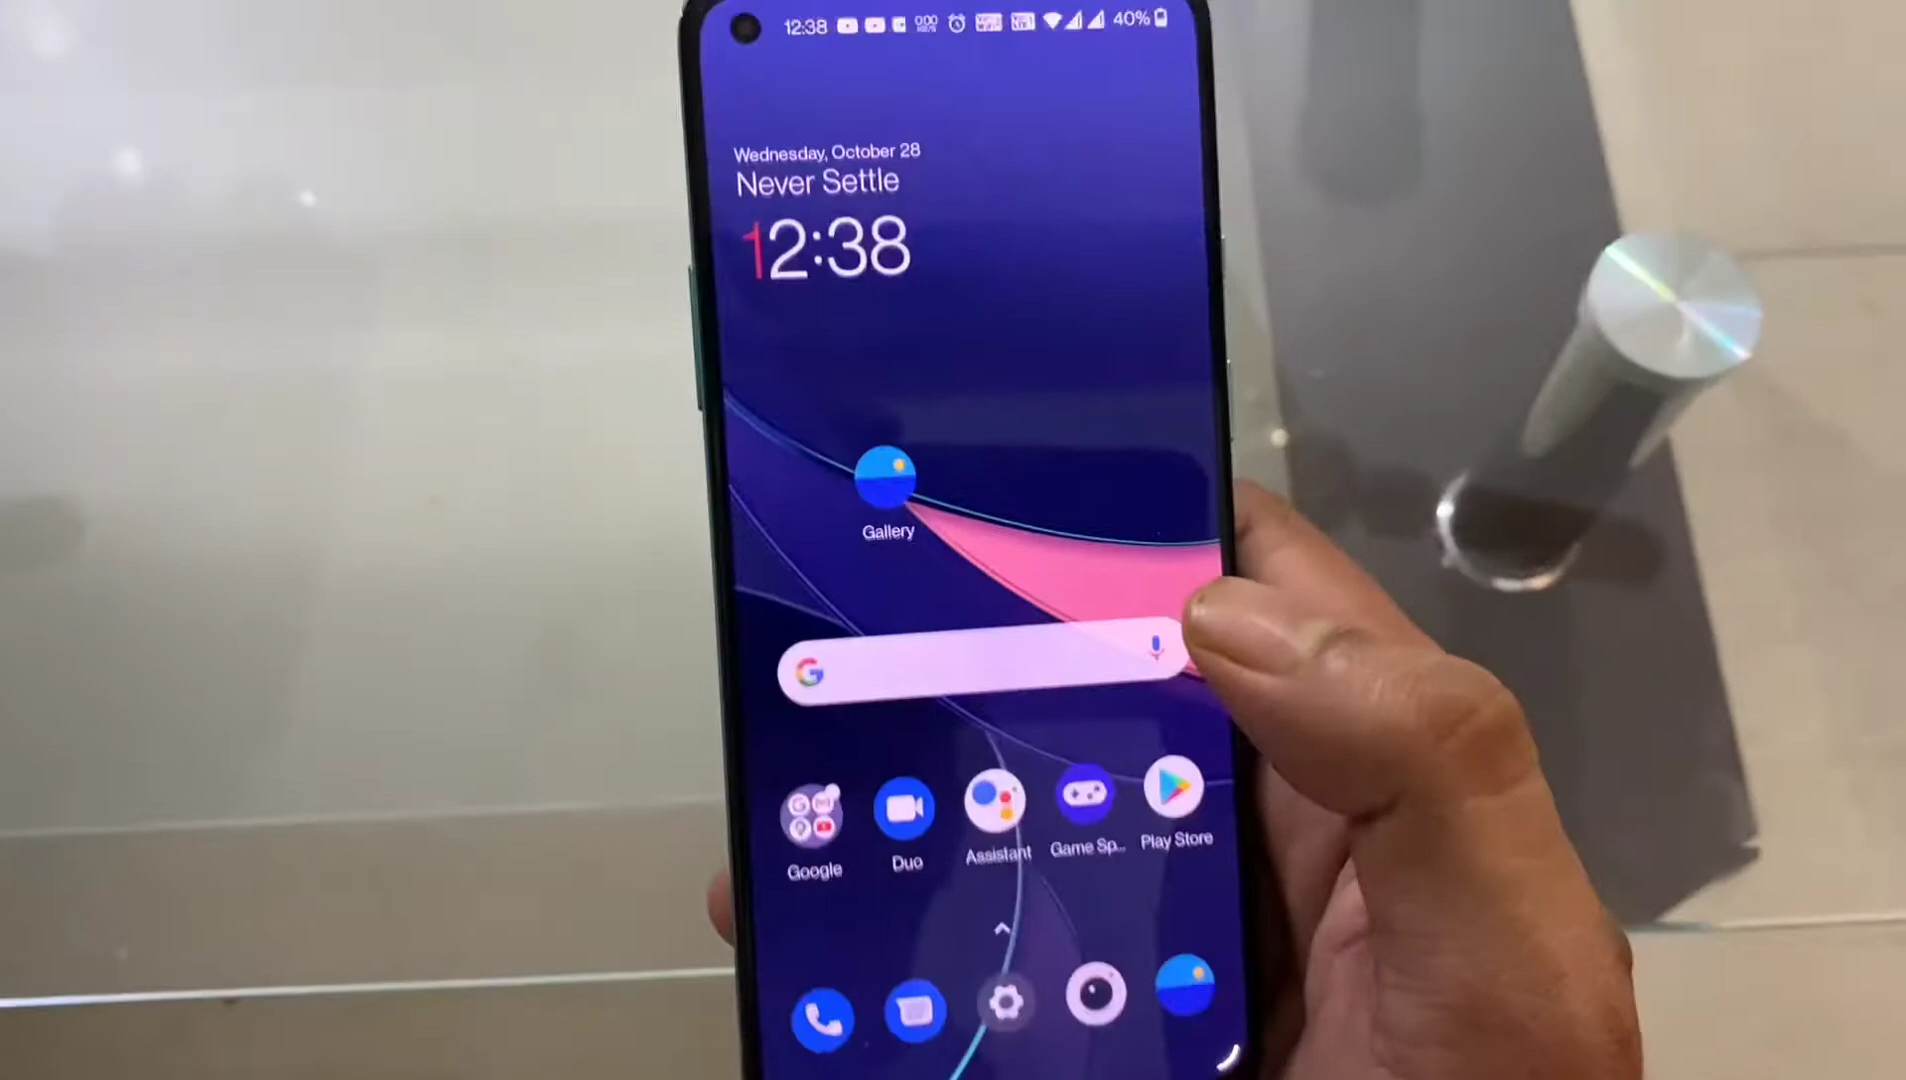 12:38 40%
Wednesday, October 28
Never Settle
12:38
Gallery
Google Duo Assistant Game Sp... Play Store